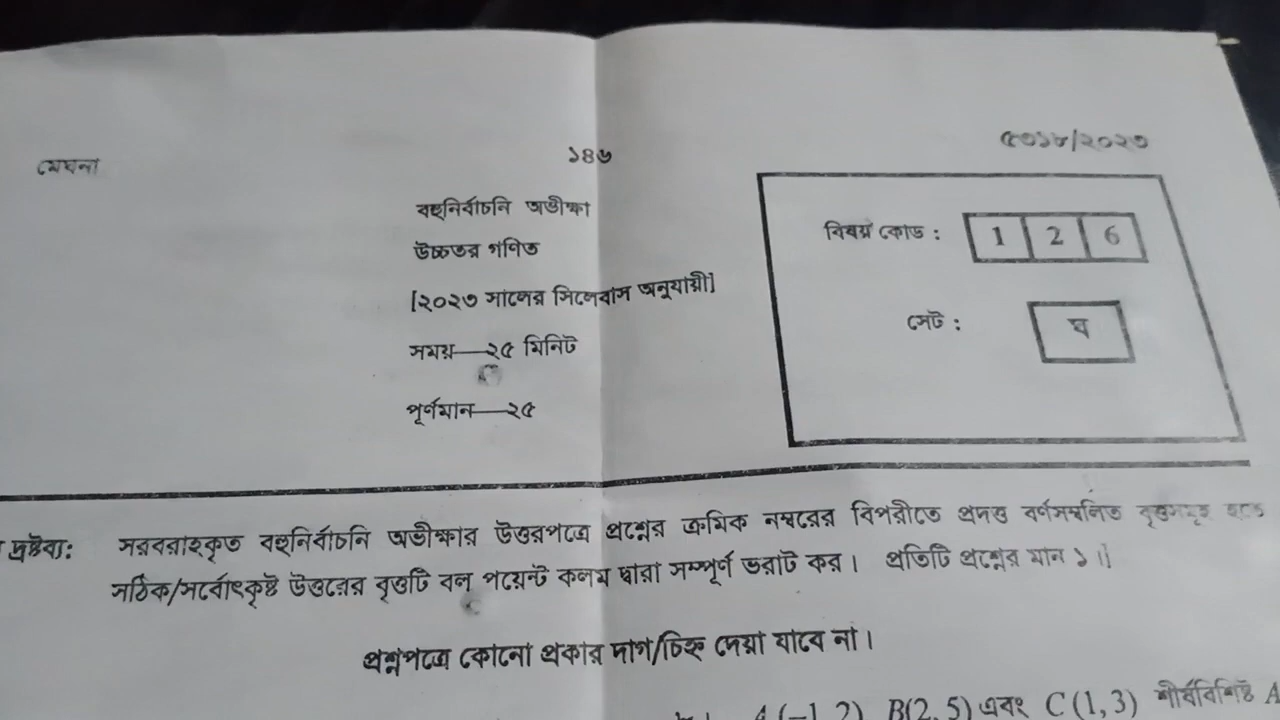 মেঘনা
১৪৬
৫০১৮/২০২৩
বহুনির্বাচনি অভীক্ষা
উচ্চতর গণিত
[২০২৩ সালের সিলেবাস অনুযায়ী]
সময়—২৫ মিনিট
পূর্ণমান—২৫
বিষয় কোড : 1 2 6
সেট : ঘ
দ্রষ্টব্য: সরবরাহকৃত বহুনির্বাচনি অভীক্ষার উত্তরপত্রে প্রশ্নের ক্রমিক নম্বরের বিপরীতে প্রদত্ত বর্ণসম্বলিত বৃত্তসমূহ হতে
সঠিক/সর্বোৎকৃষ্ট উত্তরের বৃত্তটি বল পয়েন্ট কলম দ্বারা সম্পূর্ণ ভরাট কর। প্রতিটি প্রশ্নের মান ১।]
প্রশ্নপত্রে কোনো প্রকার দাগ/চিহ্ন দেয়া যাবে না।
A(−1, 2) B(2, 5) এবং C(1, 3) শীর্ষবিশিষ্ট